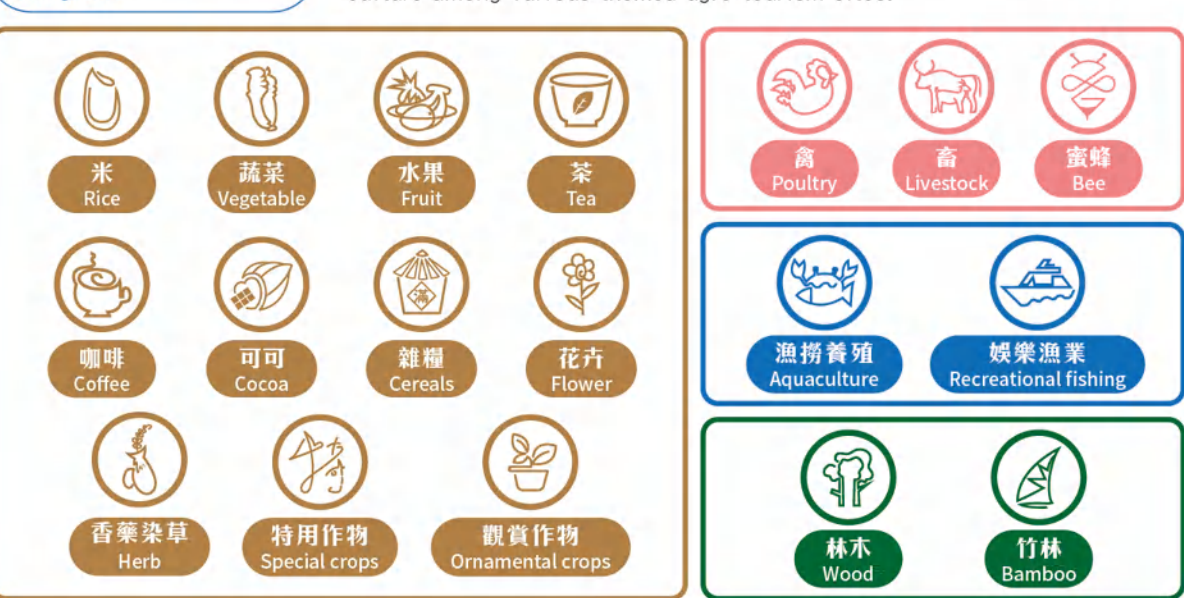 米
Rice
蔬菜
Vegetable
水果
Fruit
茶
Tea
咖啡
Coffee
可可
Cocoa
滿
雜糧
Cereals
花卉
Flower
香藥染草
Herb
特用作物
Special crops
觀賞作物
Ornamental crops
禽
Poultry
畜
Livestock
蜜蜂
Bee
漁撈養殖
Aquaculture
娛樂漁業
Recreational fishing
林木
Wood
竹林
Bamboo